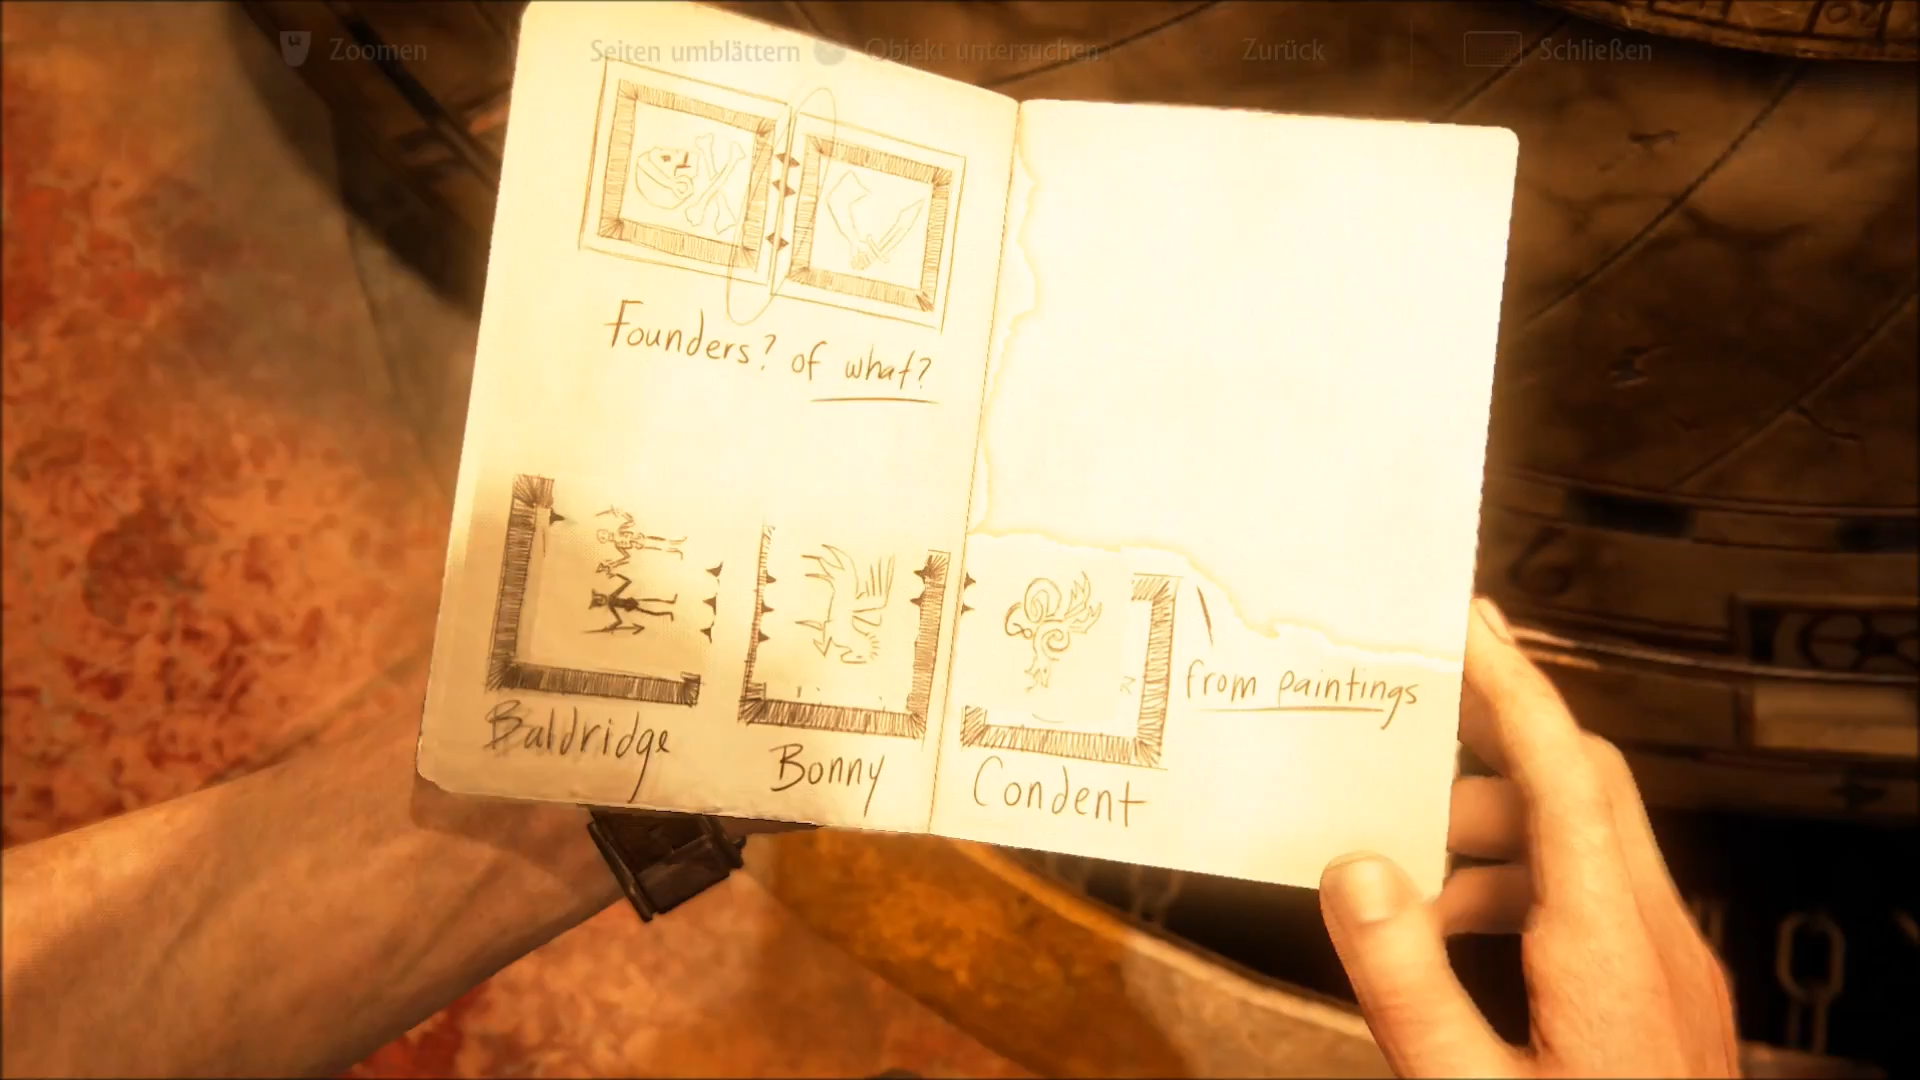 Zoomen
Seiten umblättern
Objekt untersuchen
Zurück
Schließen
Founders? of what?
from paintings
Baldridge
Bonny
Condent